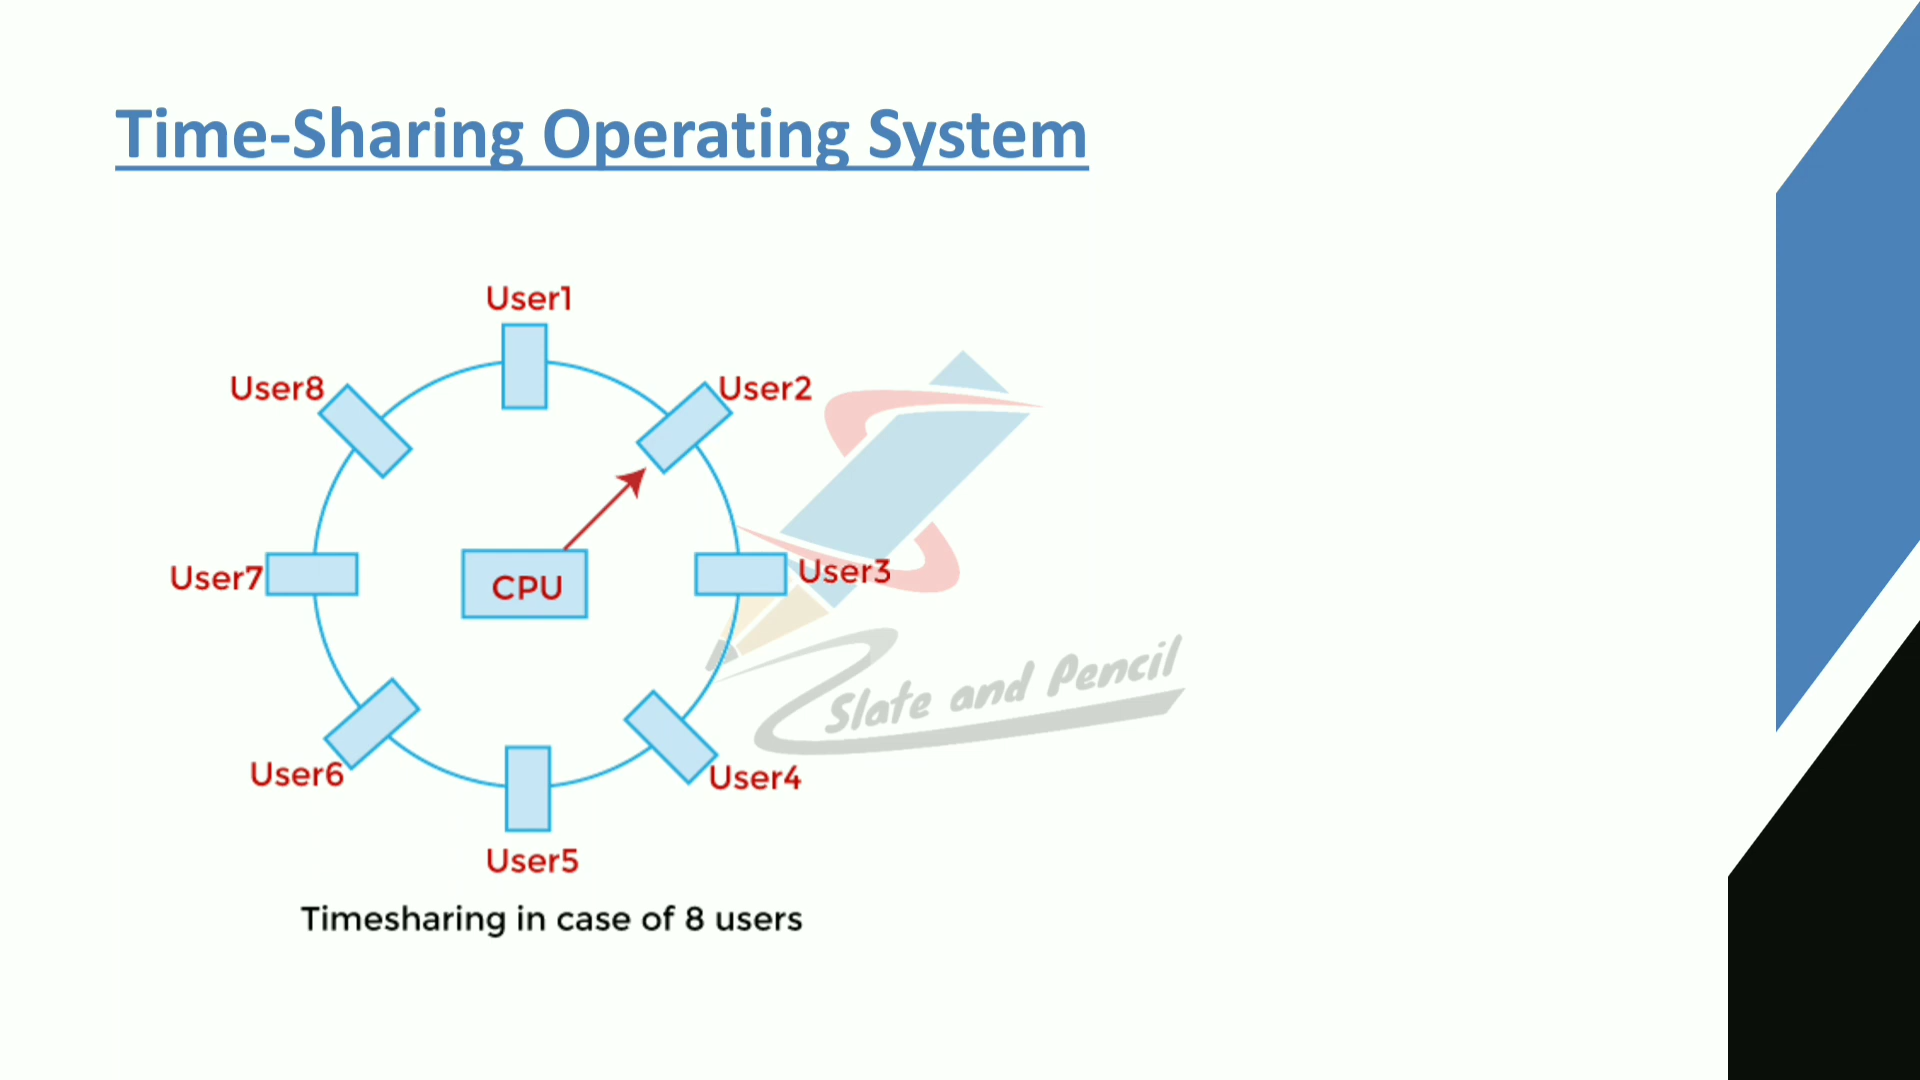 Time-Sharing Operating System
User1
User8
User2
User7
CPU
User3
Slate and Pencil
User6
User4
User5
Timesharing in case of 8 users